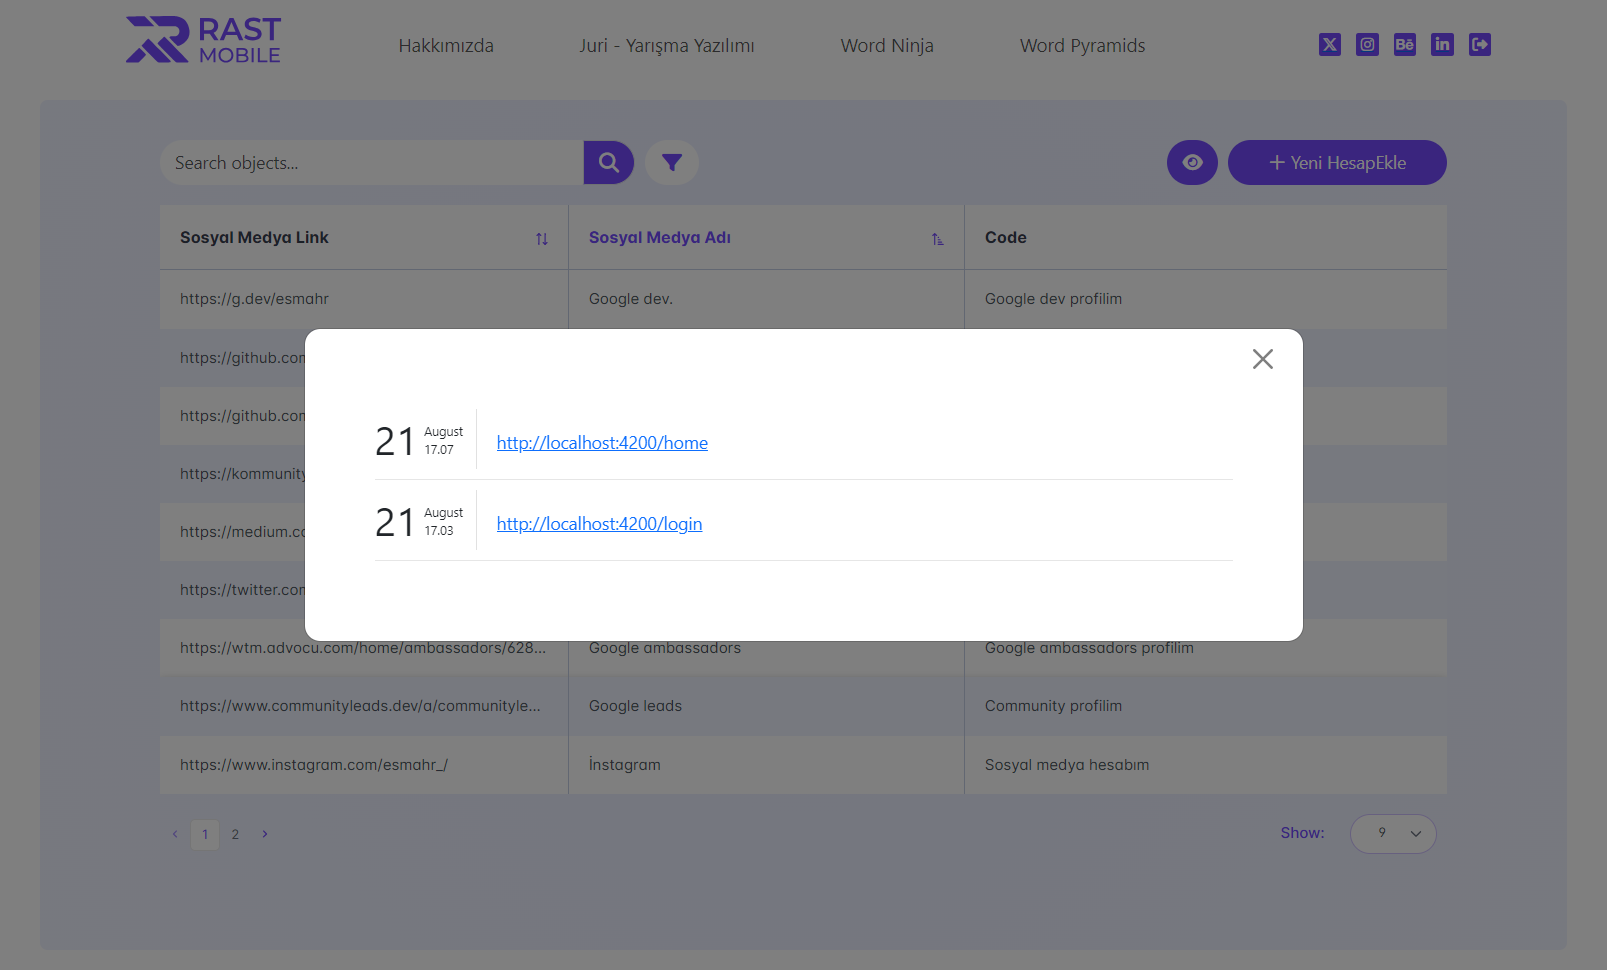 RAST
MOBILE
Hakkımızda
Juri - Yarışma Yazılımı
Word Ninja
Word Pyramids
Search objects...
Yeni HesapEkle
Sosyal Medya Link
Sosyal Medya Adı
Code
https://g.dev/esmahr
Google dev.
Google dev profilim
https://github.com
https://github.com
https://kommunity
https://medium.co
https://twitter.com
21 August 17.07
http://localhost:4200/home
21 August 17.03
http://localhost:4200/login
https://wtm.advocu.com/home/ambassadors/628...
Google ambassadors
Google ambassadors profilim
https://www.communityleads.dev/a/communityle...
Google leads
Community profilim
https://www.instagram.com/esmahr_/
İnstagram
Sosyal medya hesabım
1
2
Show:
9